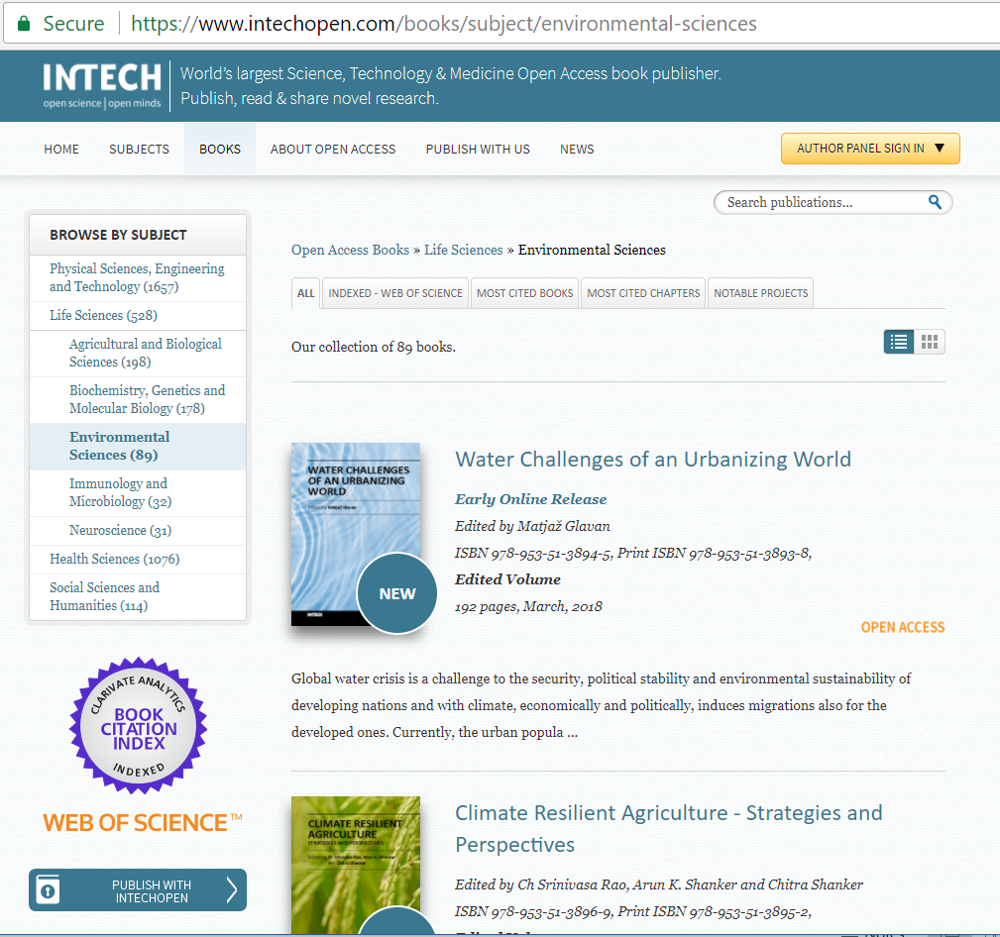 Secure https://www.intechopen.com/books/subject/environmental-sciences
INTECH
open science | open minds
World's largest Science, Technology & Medicine Open Access book publisher.
Publish, read & share novel research.
HOME SUBJECTS BOOKS ABOUT OPEN ACCESS PUBLISH WITH US NEWS AUTHOR PANEL SIGN IN ▼
Search publications...
BROWSE BY SUBJECT
Physical Sciences, Engineering
and Technology (1657)
Life Sciences (528)
Agricultural and Biological
Sciences (198)
Biochemistry, Genetics and
Molecular Biology (178)
Environmental
Sciences (89)
Immunology and
Microbiology (32)
Neuroscience (31)
Health Sciences (1076)
Social Sciences and
Humanities (114)
CLARIVATE ANALYTICS
BOOK
CITATION
INDEX
INDEXED
WEB OF SCIENCE™
PUBLISH WITH
INTECHOPEN
Open Access Books » Life Sciences » Environmental Sciences
ALL INDEXED - WEB OF SCIENCE MOST CITED BOOKS MOST CITED CHAPTERS NOTABLE PROJECTS
Our collection of 89 books.
WATER CHALLENGES
OF AN URBANIZING
WORLD
Edited by Matjaž Glavan
INTECH
NEW
Water Challenges of an Urbanizing World
Early Online Release
Edited by Matjaž Glavan
ISBN 978-953-51-3894-5, Print ISBN 978-953-51-3893-8,
Edited Volume
192 pages, March, 2018
OPEN ACCESS
Global water crisis is a challenge to the security, political stability and environmental sustainability of
developing nations and with climate, economically and politically, induces migrations also for the
developed ones. Currently, the urban popula ...
CLIMATE RESILIENT
AGRICULTURE
STRATEGIES AND PERSPECTIVES
Edited by Ch Srinivasa Rao, Arun K. Shanker
and Chitra Shanker
Climate Resilient Agriculture - Strategies and
Perspectives
Edited by Ch Srinivasa Rao, Arun K. Shanker and Chitra Shanker
ISBN 978-953-51-3896-9, Print ISBN 978-953-51-3895-2,